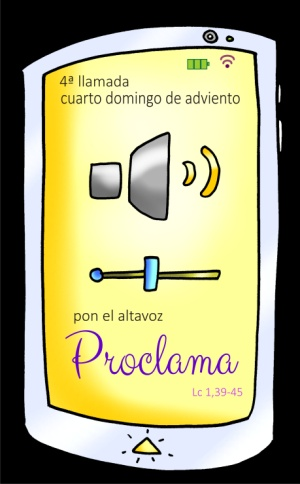 4ª llamada
cuarto domingo de adviento
pon el altavoz
Proclama
Lc 1,39-45